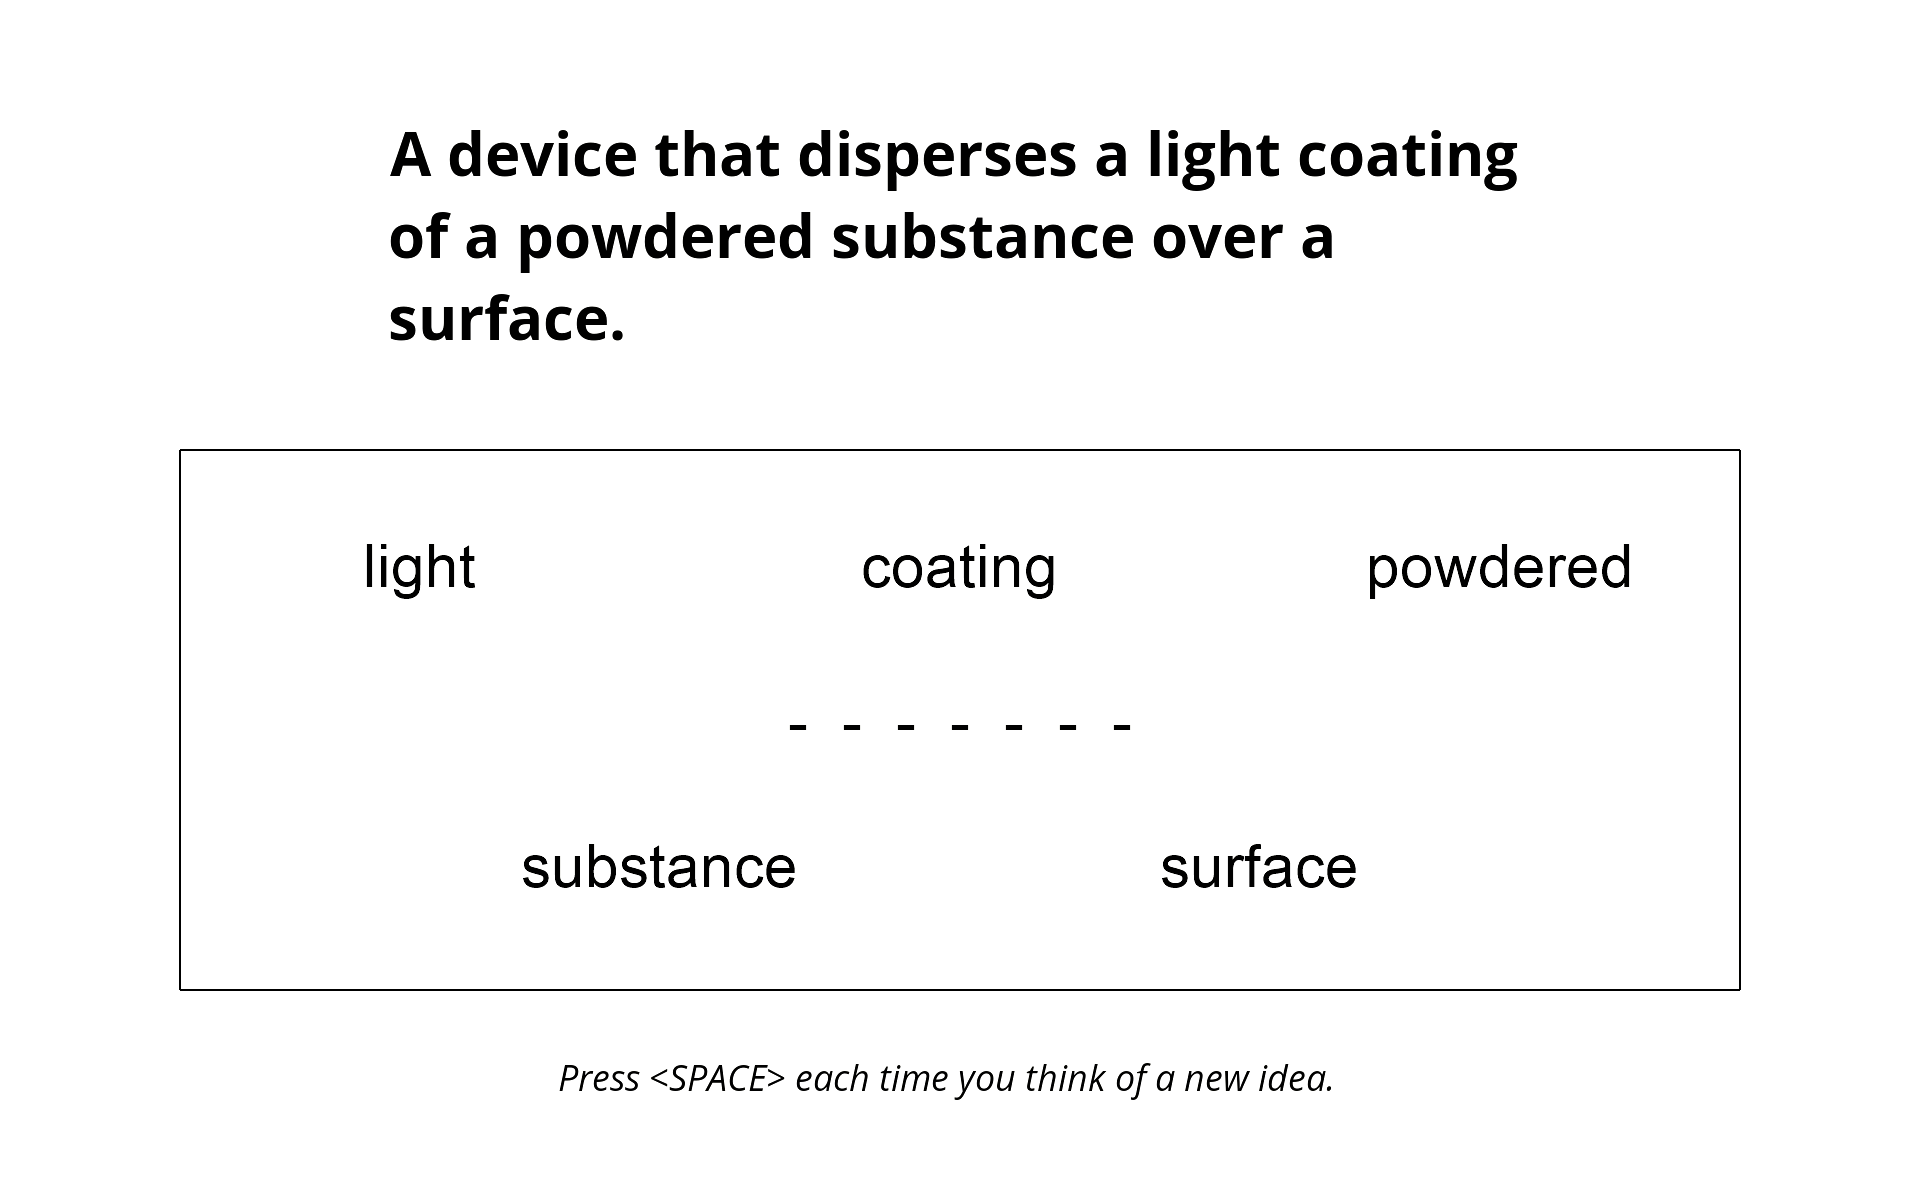 A device that disperses a light coating
of a powdered substance over a
surface.
light coating powdered
- - - - - - -
substance surface
Press <SPACE> each time you think of a new idea.